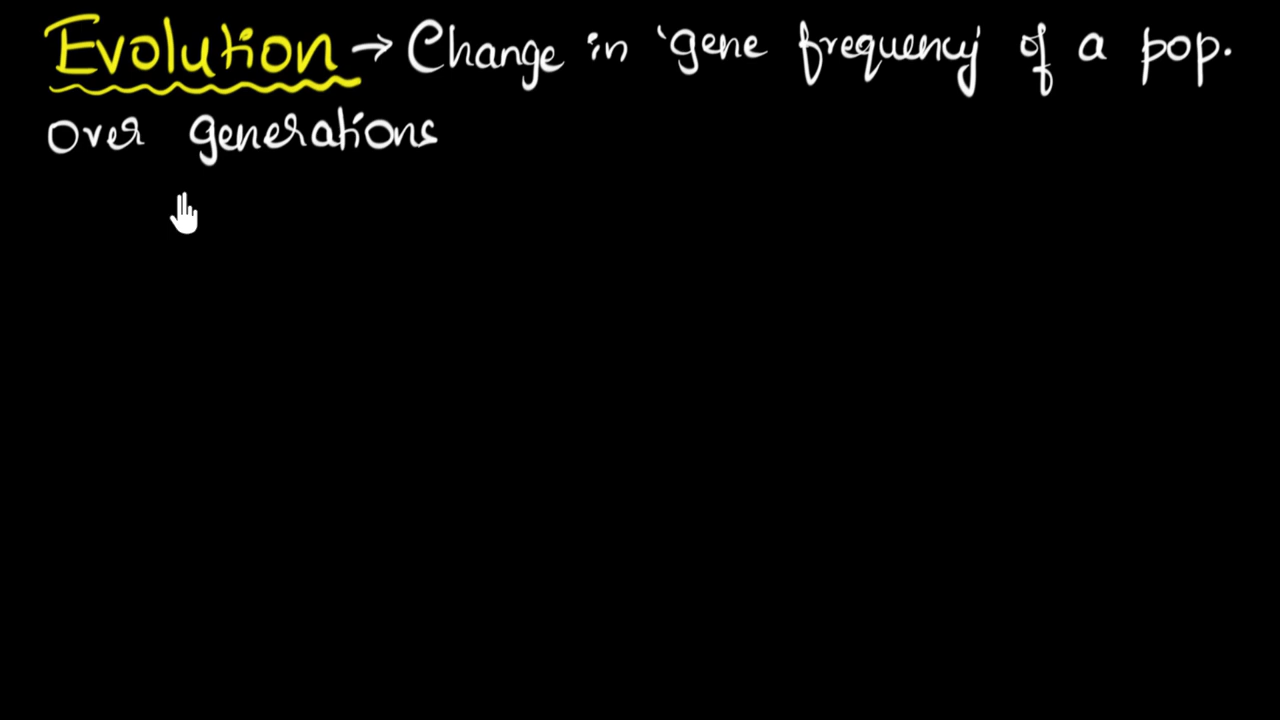 Evolution → Change in 'gene frequency of a pop.
over generations